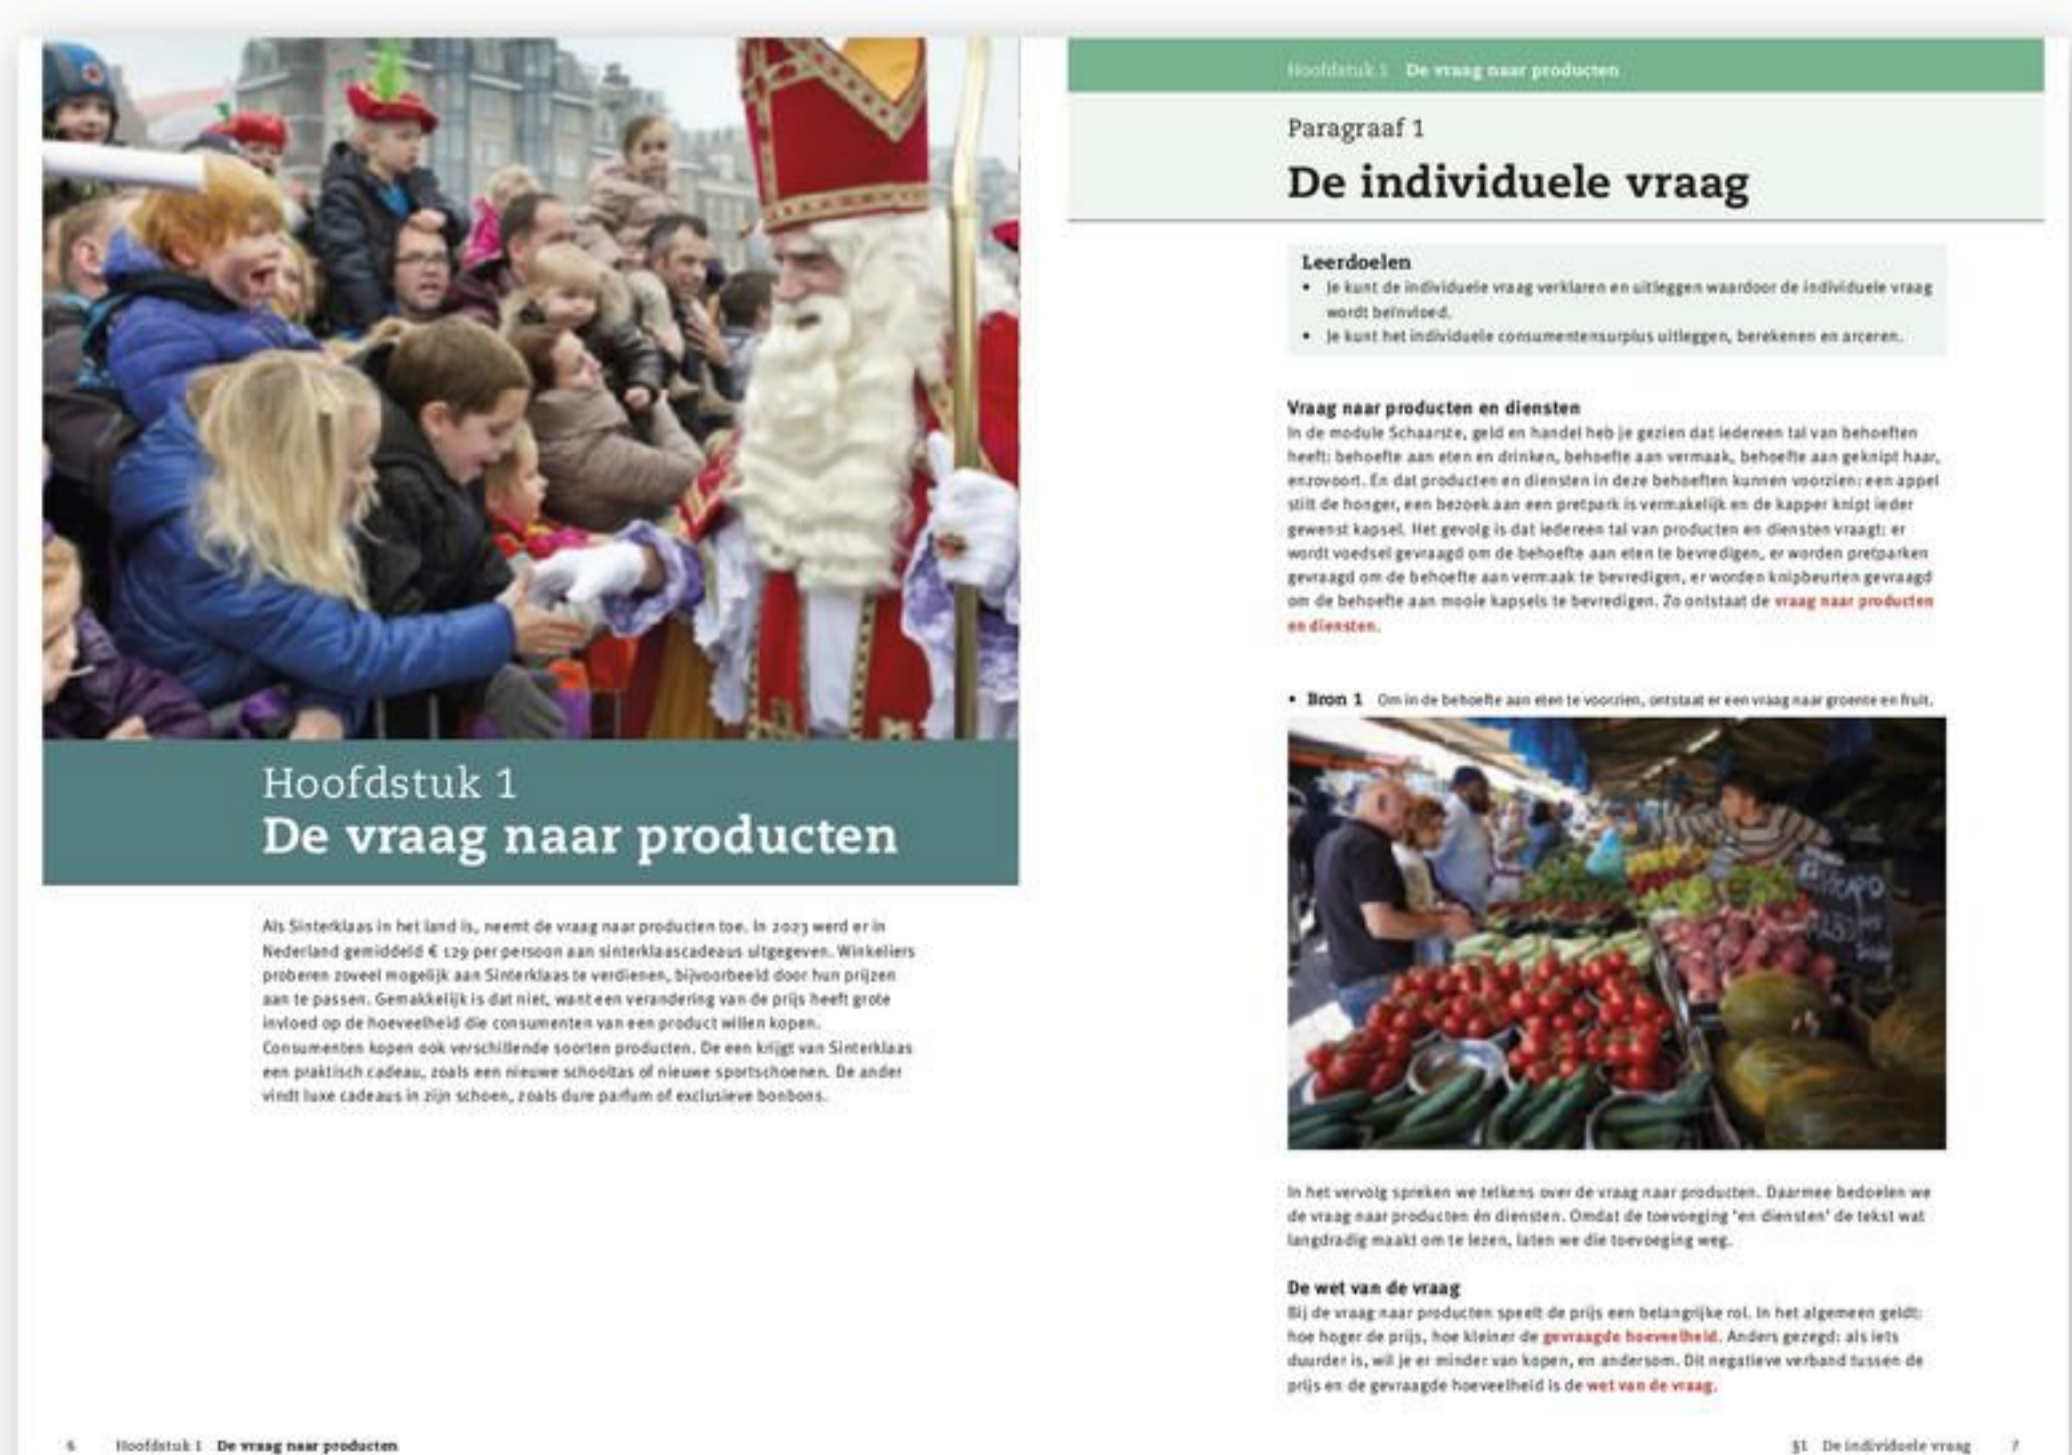 Hoofdstuk 1
De vraag naar producten
Als Sinterklaas in het land is, neemt de vraag naar producten toe. In 2023 werd er in
Nederland gemiddeld € 129 per persoon aan sinterklaascadeaus uitgegeven. Winkeliers
proberen zoveel mogelijk aan Sinterklaas te verdienen, bijvoorbeeld door hun prijzen
aan te passen. Gemakkelijk is dat niet, want een verandering van de prijs heeft grote
invloed op de hoeveelheid die consumenten van een product willen kopen.
Consumenten kopen ook verschillende soorten producten. De een krijgt van Sinterklaas
een praktisch cadeau, zoals een nieuwe schooltas of nieuwe sportschoenen. De ander
vindt luxe cadeaus in zijn schoen, zoals dure parfum of exclusieve bonbons.
6 Hoofdstuk 1 De vraag naar producten
Hoofdstuk 1 De vraag naar producten
Paragraaf 1
De individuele vraag
Leerdoelen
• Je kunt de individuele vraag verklaren en uitleggen waardoor de individuele vraag
wordt beïnvloed.
• Je kunt het individuele consumentensurplus uitleggen, berekenen en arceren.
Vraag naar producten en diensten
In de module Schaarste, geld en handel heb je gezien dat iedereen tal van behoeften
heeft: behoefte aan eten en drinken, behoefte aan vermaak, behoefte aan geknipt haar,
enzovoort. En dat producten en diensten in deze behoeften kunnen voorzien: een appel
stilt de honger, een bezoek aan een pretpark is vermakelijk en de kapper knipt ieder
gewenst kapsel. Het gevolg is dat iedereen tal van producten en diensten vraagt: er
wordt voedsel gevraagd om de behoefte aan eten te bevredigen, er worden pretparken
gevraagd om de behoefte aan vermaak te bevredigen, er worden knipbeurten gevraagd
om de behoefte aan mooie kapsels te bevredigen. Zo ontstaat de vraag naar producten
en diensten.
• Bron 1 Om in de behoefte aan eten te voorzien, ontstaat er een vraag naar groente en fruit.
In het vervolg spreken we telkens over de vraag naar producten. Daarmee bedoelen we
de vraag naar producten én diensten. Omdat de toevoeging 'en diensten' de tekst wat
langdradig maakt om te lezen, laten we die toevoeging weg.
De wet van de vraag
Bij de vraag naar producten speelt de prijs een belangrijke rol. In het algemeen geldt:
hoe hoger de prijs, hoe kleiner de gevraagde hoeveelheid. Anders gezegd: als iets
duurder is, wil je er minder van kopen, en andersom. Dit negatieve verband tussen de
prijs en de gevraagde hoeveelheid is de wet van de vraag.
§1 De individuele vraag 7